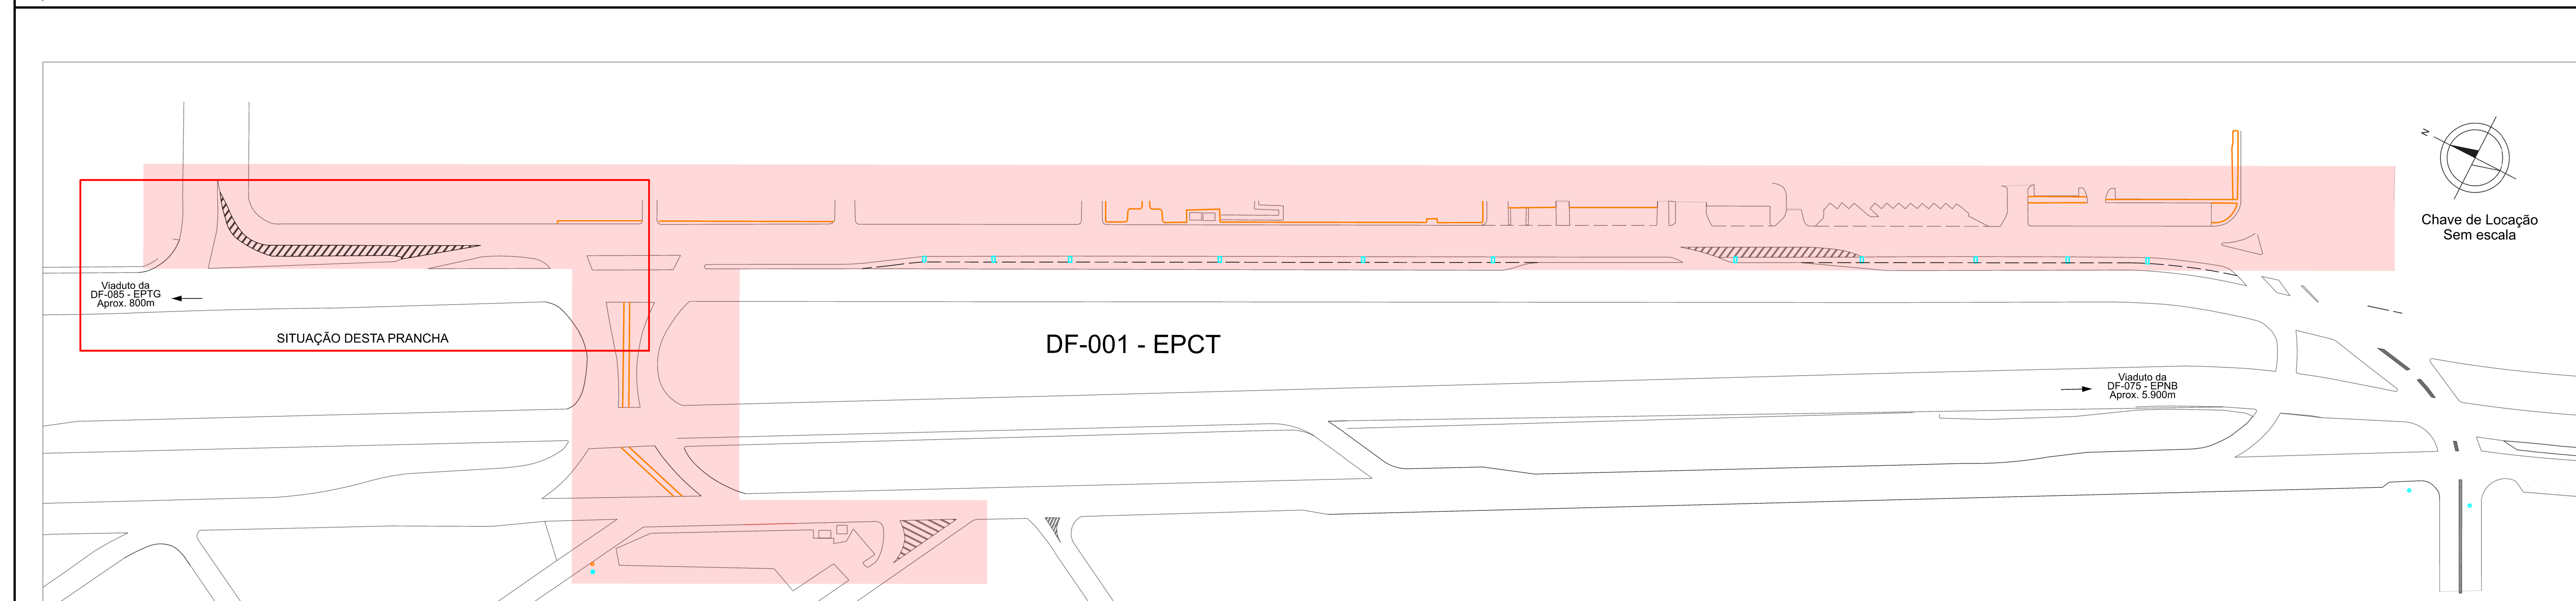 N
Chave de Locação
Sem escala
Viaduto da
DF-085 - EPTG
Aprox. 800m
SITUAÇÃO DESTA PRANCHA
DF-001 - EPCT
Viaduto da
DF-075 - EPNB
Aprox. 5.900m